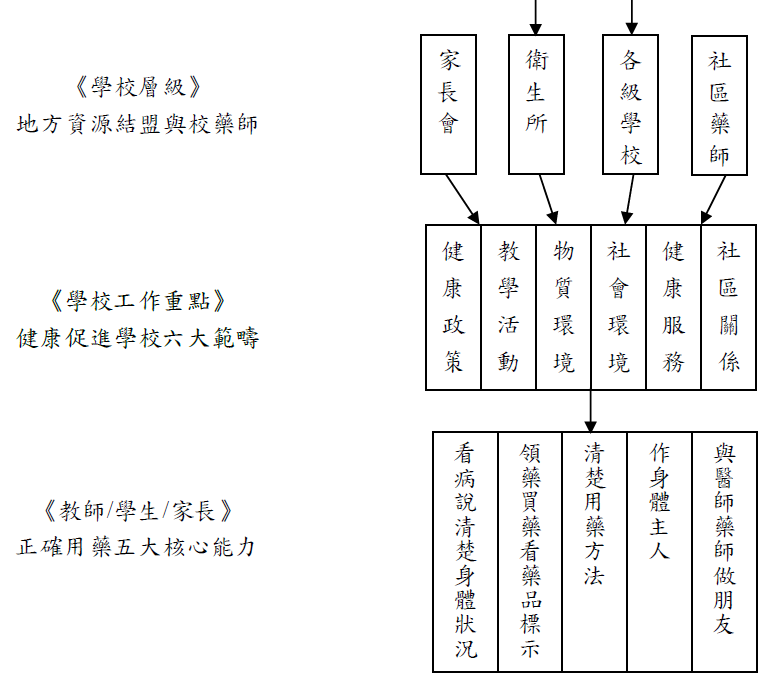 《學校層級》
地方資源結盟與校藥師
家長會
衛生所
各級學校
社區藥師
《學校工作重點》
健康促進學校六大範疇
健康政策
教學活動
物質環境
社會環境
健康服務
社區關係
《教師/學生/家長》
正確用藥五大核心能力
看病說清楚身體狀況
領藥買藥看藥品標示
清楚用藥方法
作身體主人
與醫師藥師做朋友